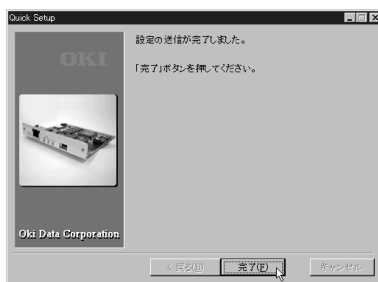 Quick Setup
OKI
設定の送信が完了しました。
「完了」ボタンを押してください。
Oki Data Corporation
< 戻る(B)
完了(F)
キャンセル